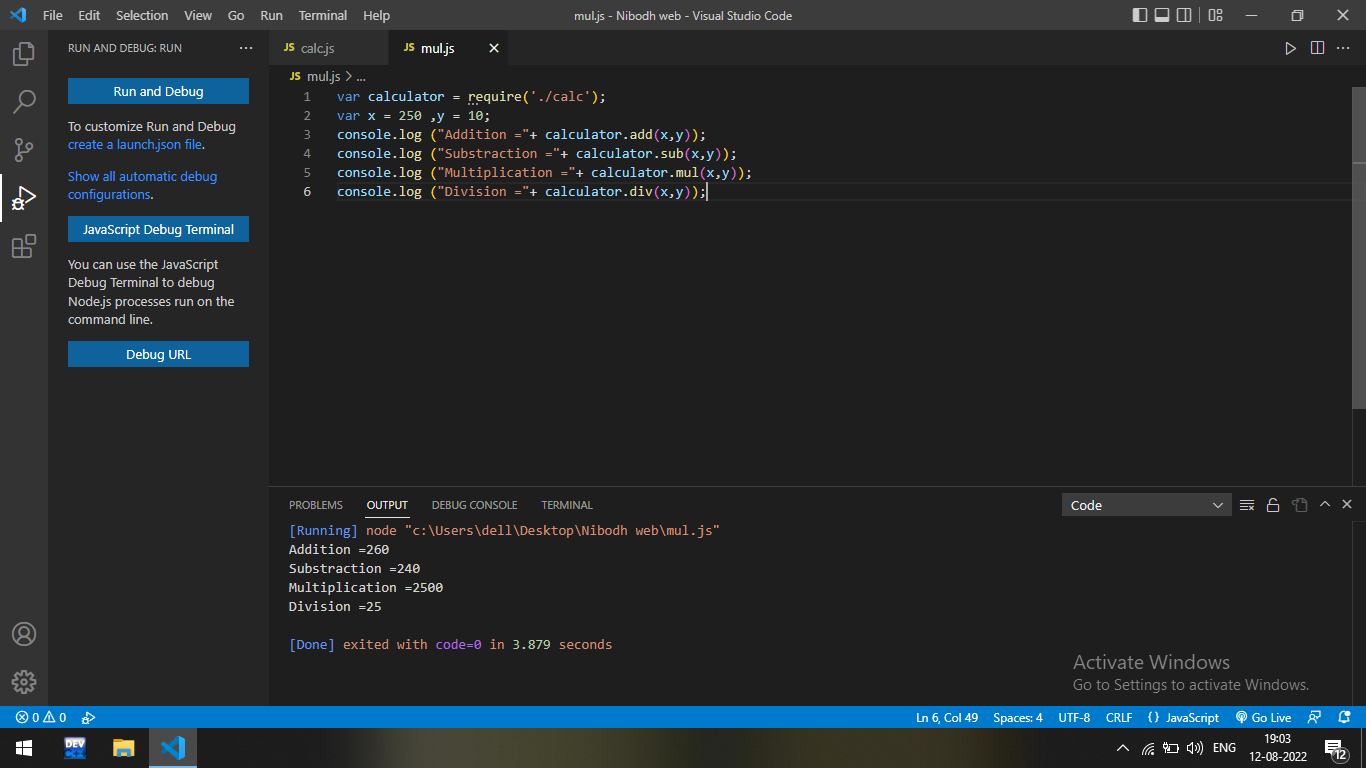 File Edit Selection View Go Run Terminal Help
mul.js - Nibodh web - Visual Studio Code
RUN AND DEBUG: RUN
Run and Debug
To customize Run and Debug
create a launch.json file.
Show all automatic debug
configurations.
JavaScript Debug Terminal
You can use the JavaScript
Debug Terminal to debug
Node.js processes run on the
command line.
Debug URL
JS calc.js
JS mul.js
JS mul.js > ...
1 var calculator = require('./calc');
2 var x = 250 ,y = 10;
3 console.log ("Addition ="+ calculator.add(x,y));
4 console.log ("Substraction ="+ calculator.sub(x,y));
5 console.log ("Multiplication ="+ calculator.mul(x,y));
6 console.log ("Division ="+ calculator.div(x,y));
PROBLEMS OUTPUT DEBUG CONSOLE TERMINAL
Code
[Running] node "c:\Users\dell\Desktop\Nibodh web\mul.js"
Addition =260
Substraction =240
Multiplication =2500
Division =25
[Done] exited with code=0 in 3.879 seconds
Activate Windows
Go to Settings to activate Windows.
0 0
Ln 6, Col 49 Spaces: 4 UTF-8 CRLF {} JavaScript Go Live
DEV
ENG
19:03
12-08-2022
12